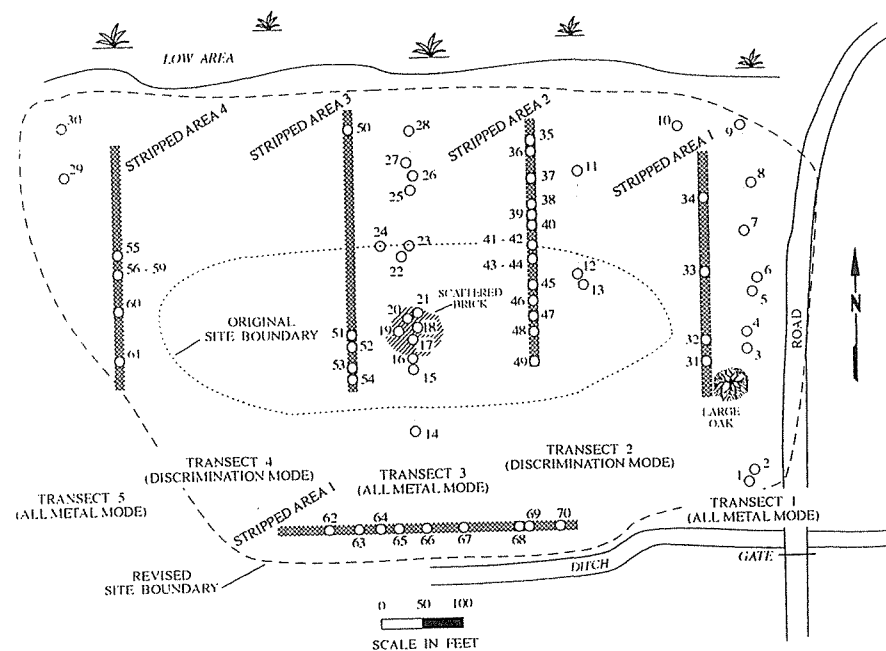 LOW AREA
STRIPPED AREA 4
STRIPPED AREA 3
STRIPPED AREA 2
STRIPPED AREA 1
30
29
50
28
27
26
25
24
23
22
35
36
37
38
39
40
41 - 42
43 - 44
45
46
47
48
49
11
12
13
10
9
8
7
6
5
4
3
34
33
32
31
55
56 - 59
60
61
51
52
53
54
21
20
19
18
17
16
15
14
SCATTERED
BRICK
ORIGINAL
SITE BOUNDARY
ROAD
N
LARGE
OAK
2
1
TRANSECT 5
(ALL METAL MODE)
TRANSECT 4
(DISCRIMINATION MODE)
TRANSECT 3
(ALL METAL MODE)
TRANSECT 2
(DISCRIMINATION MODE)
TRANSECT 1
(ALL METAL MODE)
STRIPPED AREA 1
62
63
64
65
66
67
68
69
70
REVISED
SITE BOUNDARY
DITCH
GATE
0 50 100
SCALE IN FEET